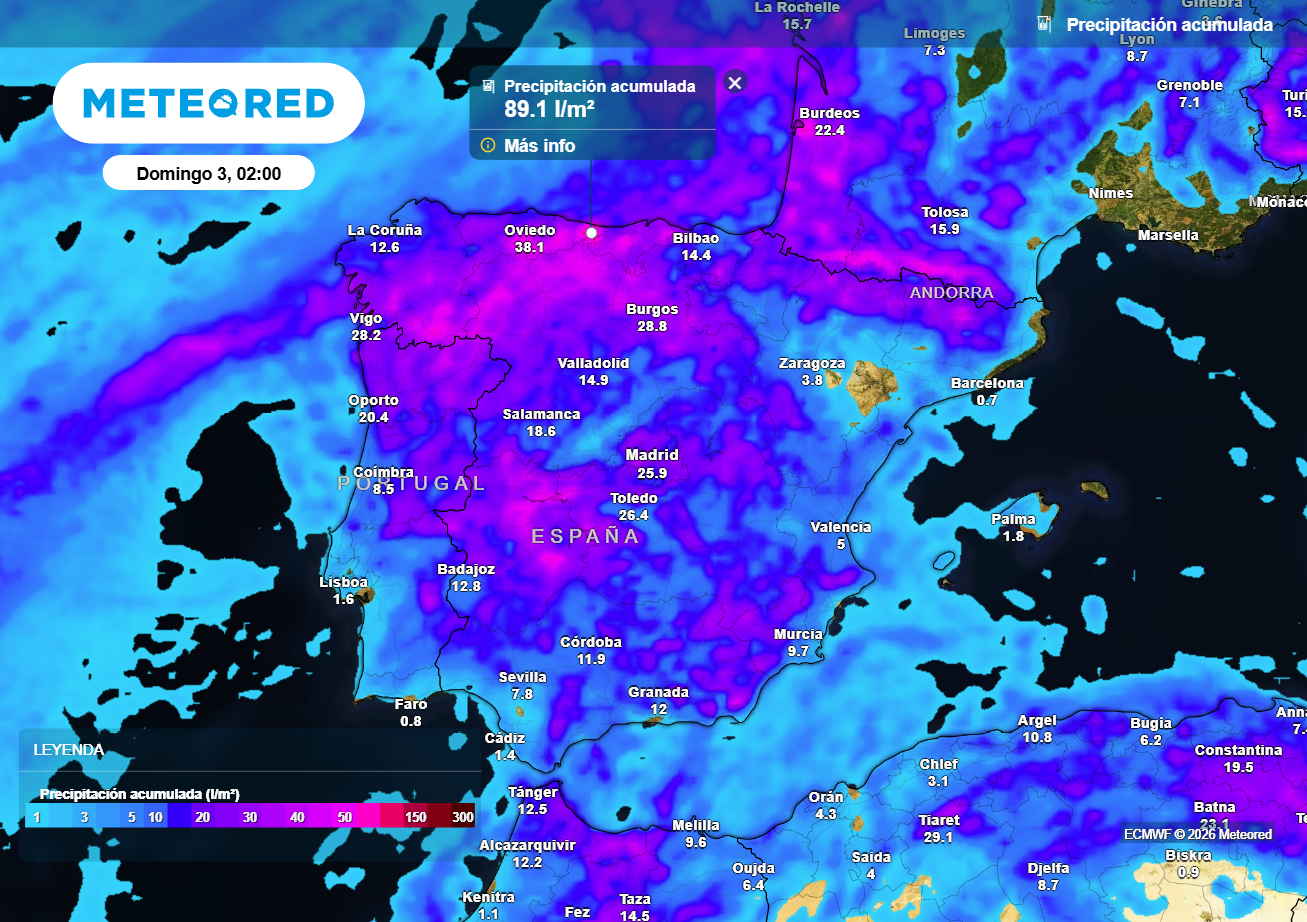 La Rochelle
15.7
Ginebra
Limoges
7.3
Precipitación acumulada
Lyon
8.7
METEORED
Precipitación acumulada
89.1 l/m²
Más info
Grenoble
7.1
Burdeos
22.4
Domingo 3, 02:00
Nimes
Tolosa
15.9
Marsella
La Coruña
12.6
Oviedo
38.1
Bilbao
14.4
ANDORRA
Vigo
28.2
Burgos
28.8
Valladolid
14.9
Zaragoza
3.8
Barcelona
0.7
Oporto
20.4
Salamanca
18.6
Coímbra
8.5
PORTUGAL
Madrid
25.9
Toledo
26.4
ESPAÑA
Valencia
5
Palma
1.8
Lisboa
1.6
Badajoz
12.8
Córdoba
11.9
Murcia
9.7
Sevilla
7.8
Granada
12
Faro
0.8
Cádiz
1.4
Argel
10.8
Bugía
6.2
Constantina
19.5
LEYENDA
Precipitación acumulada (l/m²)
1 3 5 10 20 30 40 50 150 300
Tánger
12.5
Chlef
3.1
Orán
4.3
Tiaret
29.1
Batna
23.1
ECMWF © 2026 Meteored
Melilla
9.6
Alcazarquivir
12.2
Oujda
6.4
Saida
4
Djelfa
8.7
Biskra
0.9
Kenitra
1.1
Fez
Taza
14.5